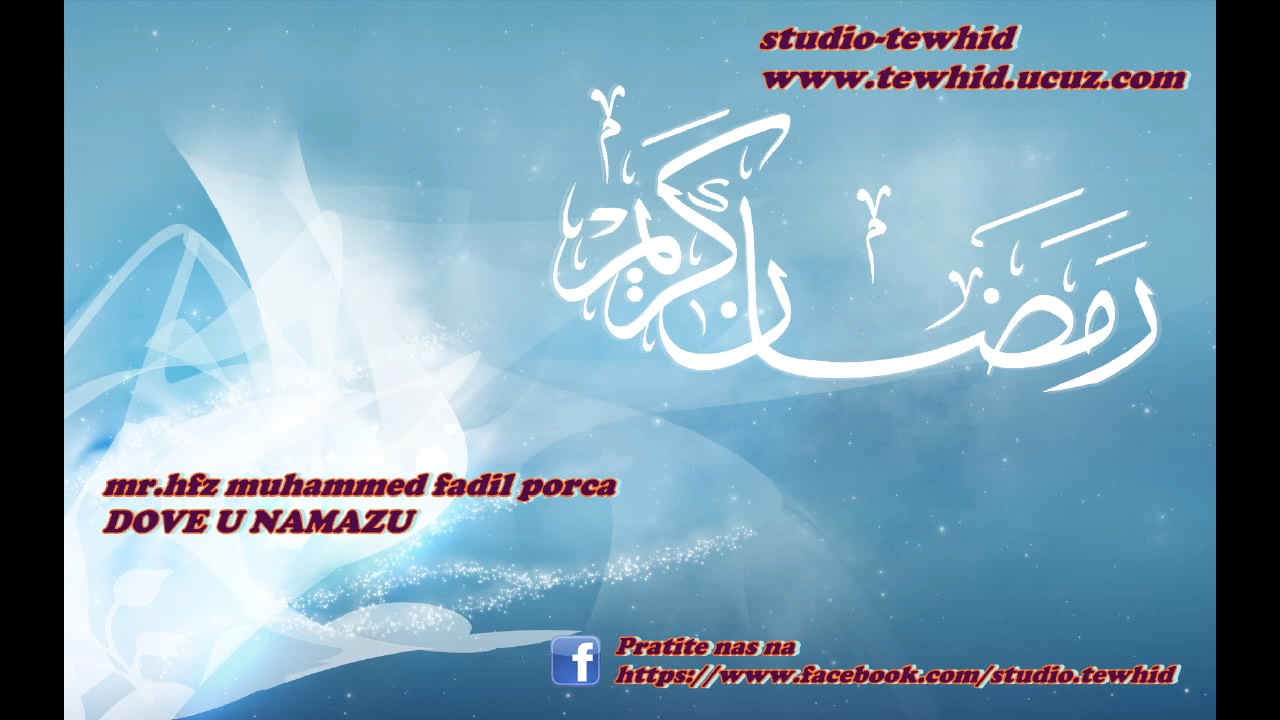 studio-tewhid
www.tewhid.ucuz.com
رمضان كريم
mr.hfz muhammed fadil porca
DOVE U NAMAZU
f
Pratite nas na
https://www.facebook.com/studio.tewhid